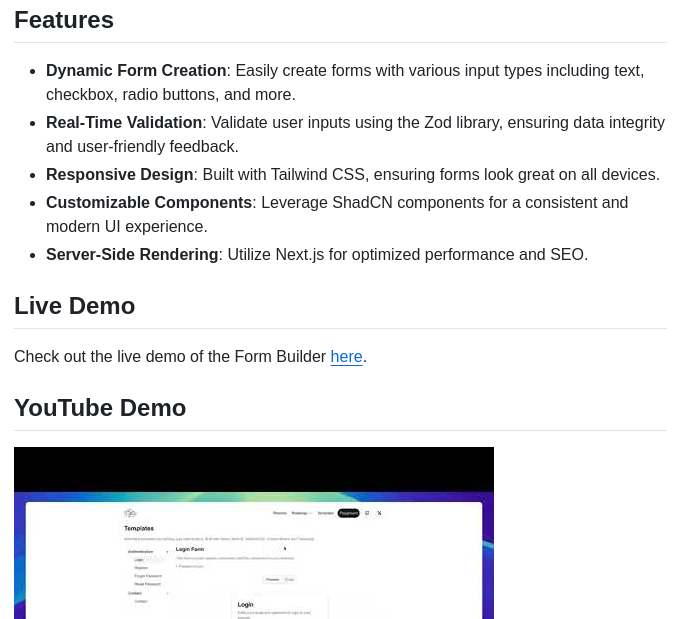 Features
Dynamic Form Creation: Easily create forms with various input types including text,
checkbox, radio buttons, and more.
Real-Time Validation: Validate user inputs using the Zod library, ensuring data integrity
and user-friendly feedback.
Responsive Design: Built with Tailwind CSS, ensuring forms look great on all devices.
Customizable Components: Leverage ShadCN components for a consistent and
modern UI experience.
Server-Side Rendering: Utilize Next.js for optimized performance and SEO.
Live Demo
Check out the live demo of the Form Builder here.
YouTube Demo
Templates
Authentication
Login Form
Login
Register
Forgot Password
Reset Password
Contact
Contact
Login